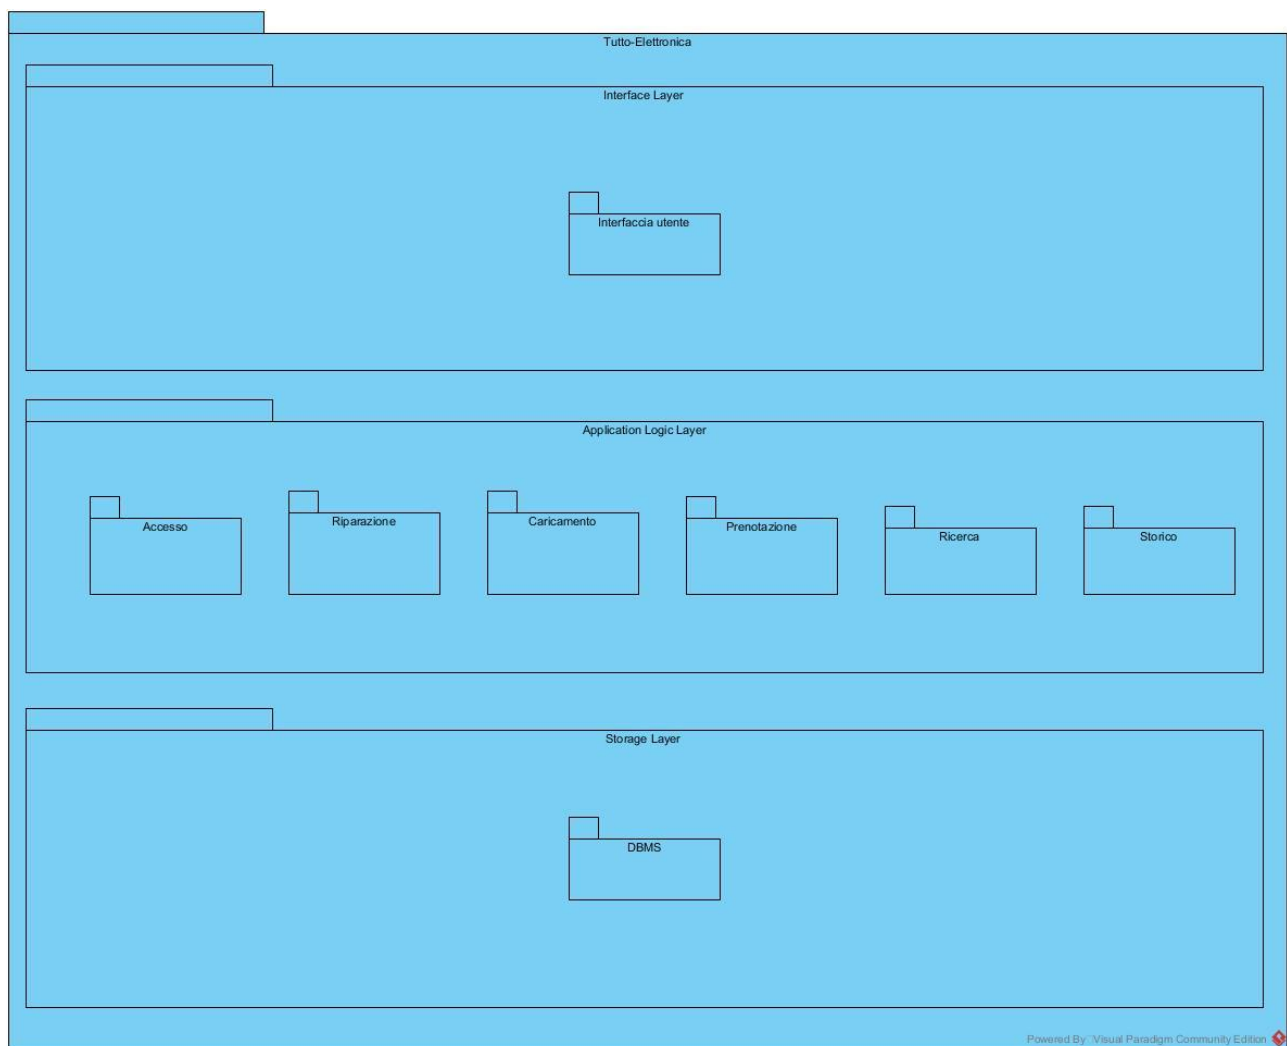 Tutto-Elettronica
Interface Layer
Interfaccia utente
Application Logic Layer
Accesso
Riparazione
Caricamento
Prenotazione
Ricerca
Storico
Storage Layer
DBMS
Powered By Visual Paradigm Community Edition